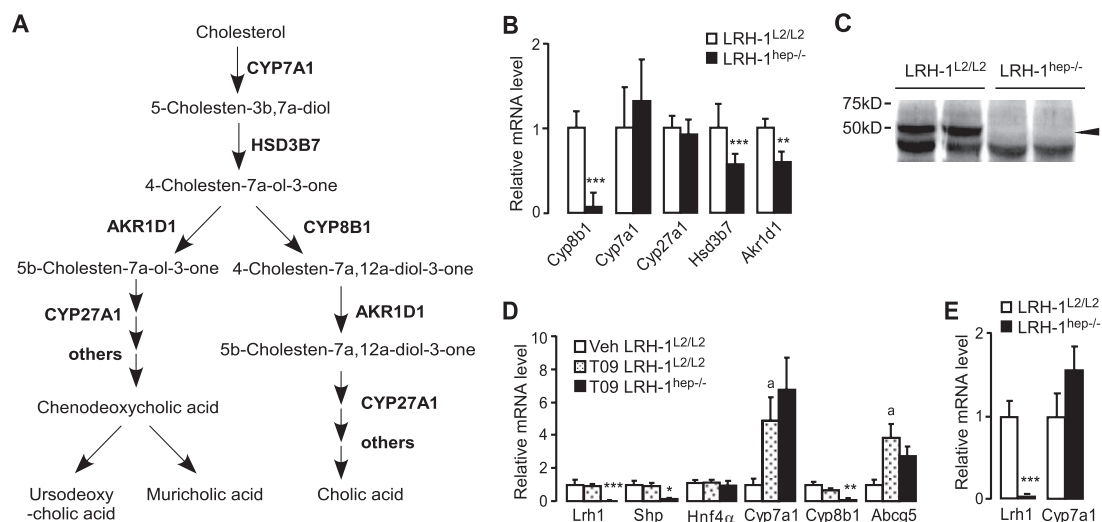 A
Cholesterol
CYP7A1
5-Cholesten-3b,7a-diol
HSD3B7
4-Cholesten-7a-ol-3-one
AKR1D1
CYP8B1
5b-Cholesten-7a-ol-3-one
4-Cholesten-7a,12a-diol-3-one
CYP27A1
AKR1D1
others
5b-Cholesten-7a,12a-diol-3-one
Chenodeoxycholic acid
CYP27A1
others
Ursodeoxy
-cholic acid
Muricholic acid
Cholic acid
B
LRH-1L2/L2
LRH-1hep-/-
Relative mRNA level
2
1
0
***
***
**
Cyp8b1
Cyp7a1
Cyp27a1
Hsd3b7
Akr1d1
C
LRH-1L2/L2
LRH-1hep-/-
75kD
50kD
D
Veh LRH-1L2/L2
T09 LRH-1L2/L2
T09 LRH-1hep-/-
Relative mRNA level
10
8
6
4
2
0
***
*
a
**
a
Lrh1
Shp
Hnf4α
Cyp7a1
Cyp8b1
Abcg5
E
LRH-1L2/L2
LRH-1hep-/-
Relative mRNA level
2
1
0
***
Lrh1
Cyp7a1